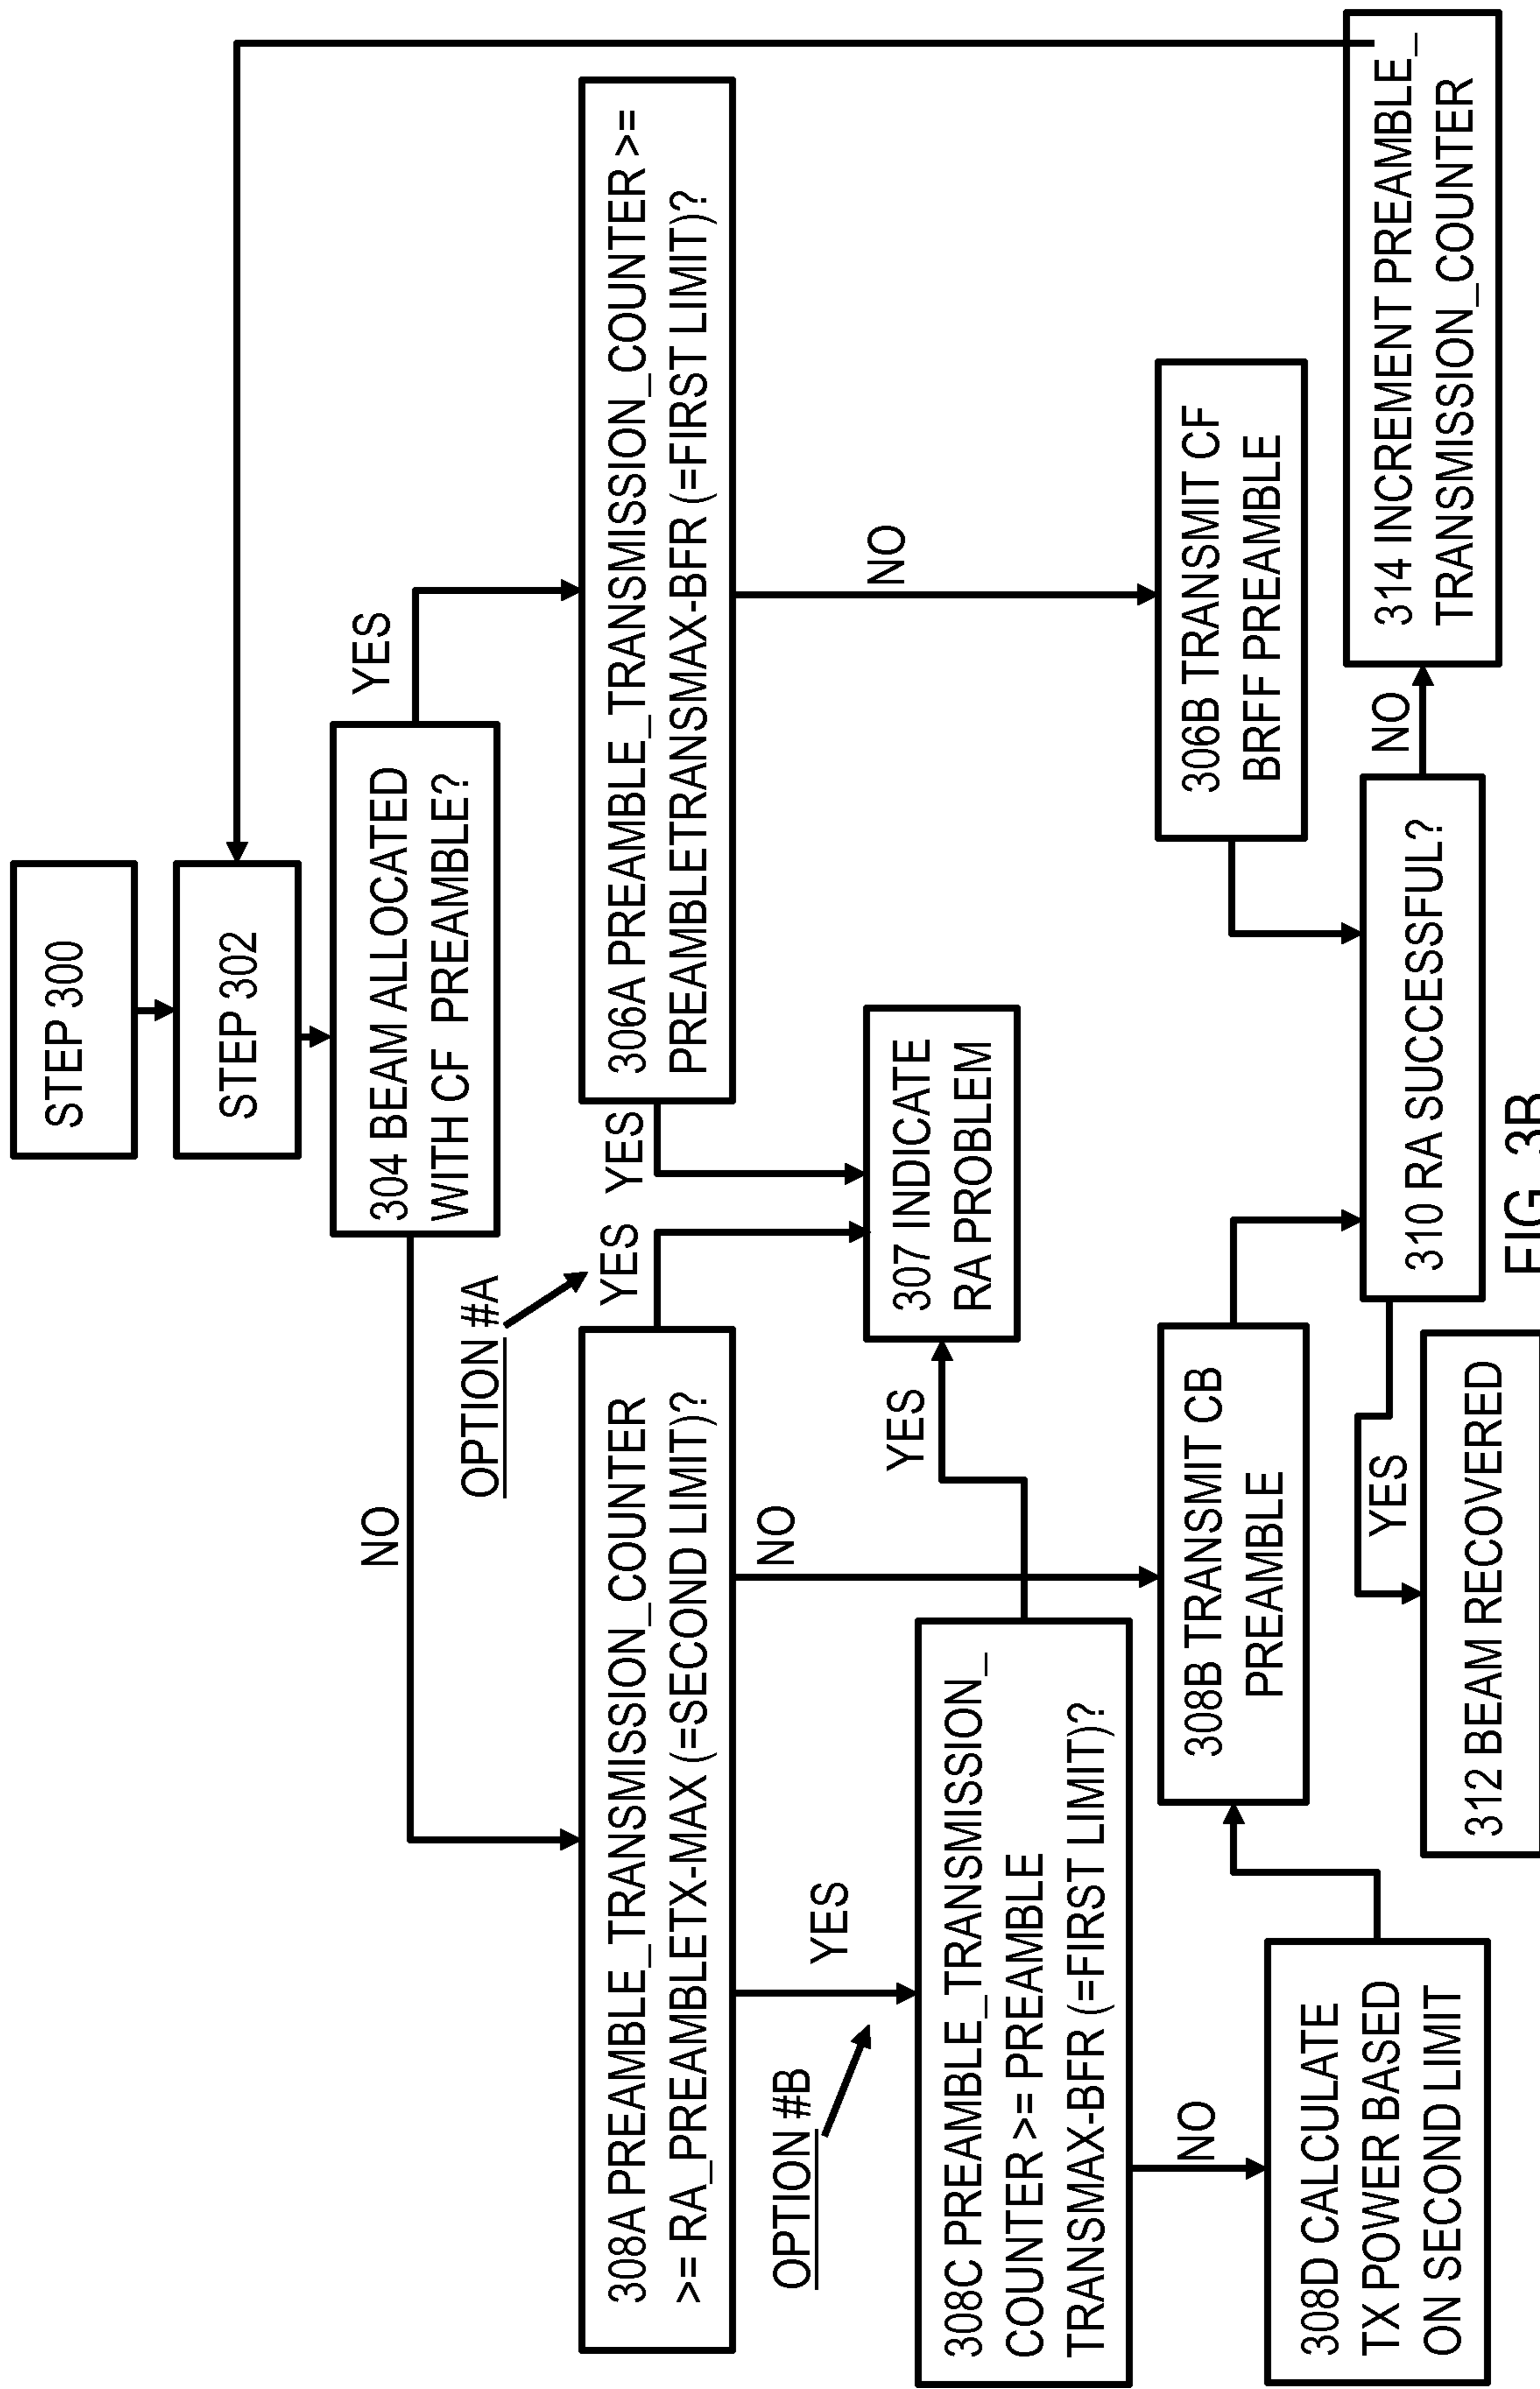 STEP 300
STEP 302
304 BEAM ALLOCATED
WITH CF PREAMBLE?
NO
YES
OPTION #A
308A PREAMBLE_TRANSMISSION_COUNTER
>= RA_PREAMBLETX-MAX (=SECOND LIMIT)?
YES
YES
306A PREAMBLE_TRANSMISSION_COUNTER >=
PREAMBLETRANSMAX-BFR (=FIRST LIMIT)?
OPTION #B
YES
NO
YES
307 INDICATE
RA PROBLEM
NO
308C PREAMBLE_TRANSMISSION_
COUNTER >= PREAMBLE
TRANSMAX-BFR (=FIRST LIMIT)?
NO
308B TRANSMIT CB
PREAMBLE
306B TRANSMIT CF
BRFF PREAMBLE
308D CALCULATE
TX POWER BASED
ON SECOND LIMIT
YES
310 RA SUCCESSFUL?
NO
314 INCREMENT PREAMBLE_
TRANSMISSION_COUNTER
312 BEAM RECOVERED
FIG. 3B